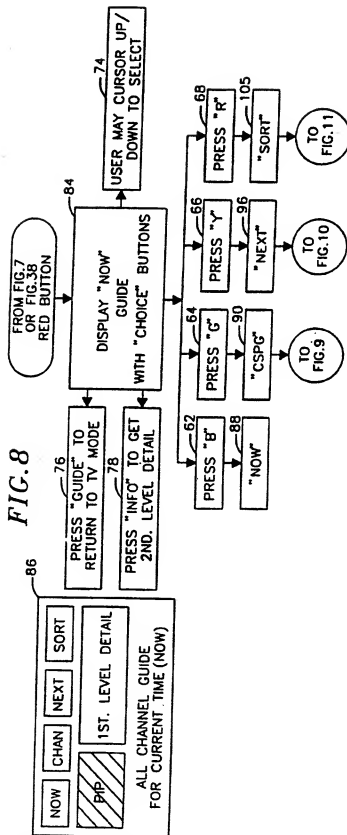 FIG.8
86
NOW
CHAN
NEXT
SORT
PIP
1ST. LEVEL DETAIL
ALL CHANNEL GUIDE
FOR CURRENT TIME (NOW)
FROM FIG.7
OR FIG.38
RED BUTTON
84
DISPLAY "NOW"
GUIDE
WITH "CHOICE" BUTTONS
74
USER MAY CURSOR UP/
DOWN TO SELECT
76
PRESS "GUIDE" TO
RETURN TO TV MODE
78
PRESS "INFO" TO GET
2ND. LEVEL DETAIL
62
PRESS "B"
88
"NOW"
64
PRESS "G"
90
"CSPG"
TO
FIG.9
66
PRESS "Y"
96
"NEXT"
TO
FIG.10
68
PRESS "R"
105
"SORT"
TO
FIG.11